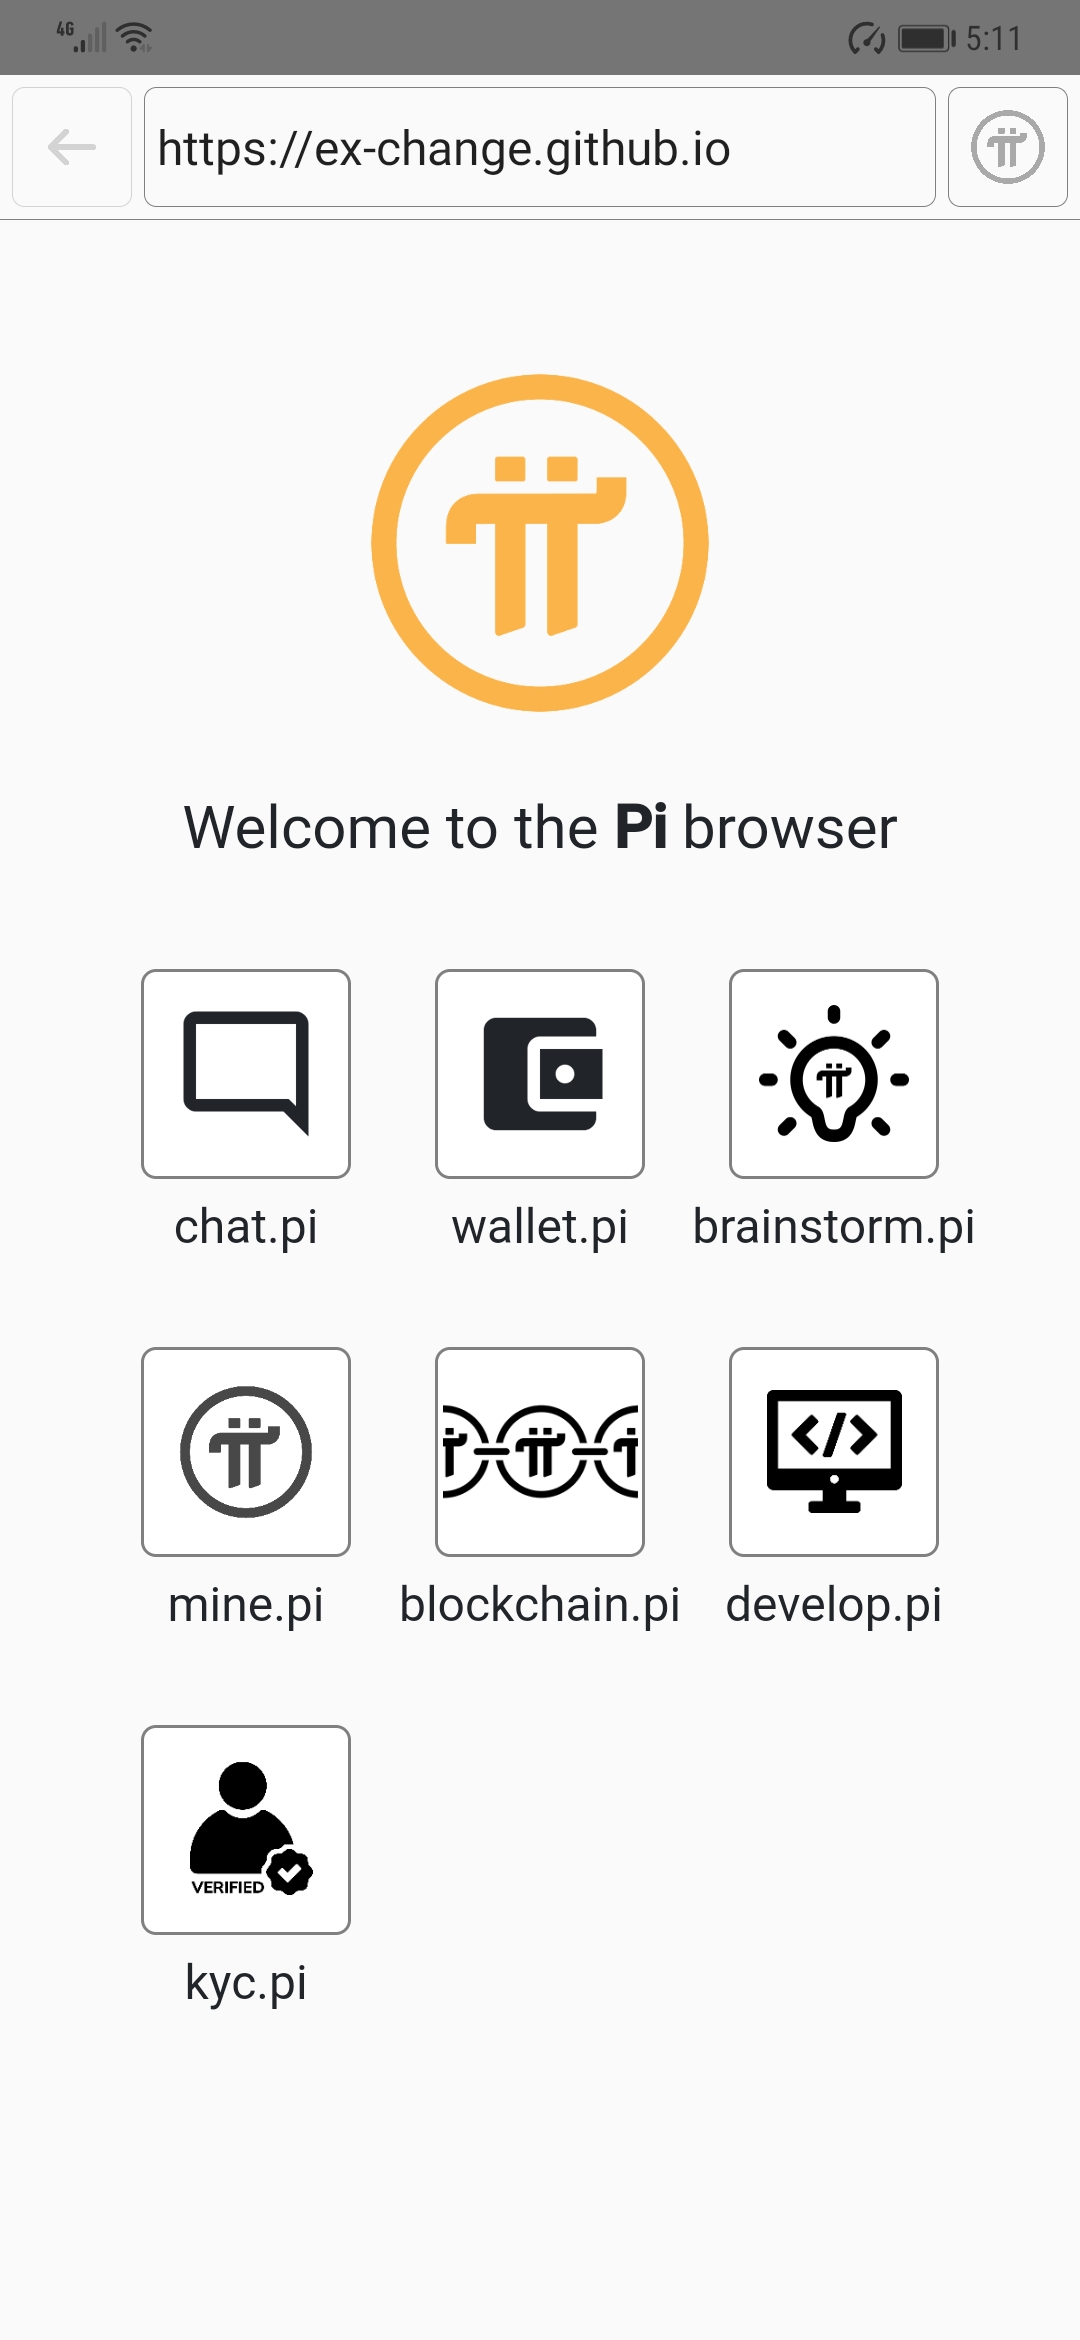 4G 5:11
https://ex-change.github.io
Welcome to the Pi browser
chat.pi wallet.pi brainstorm.pi
mine.pi blockchain.pi develop.pi
VERIFIED
kyc.pi